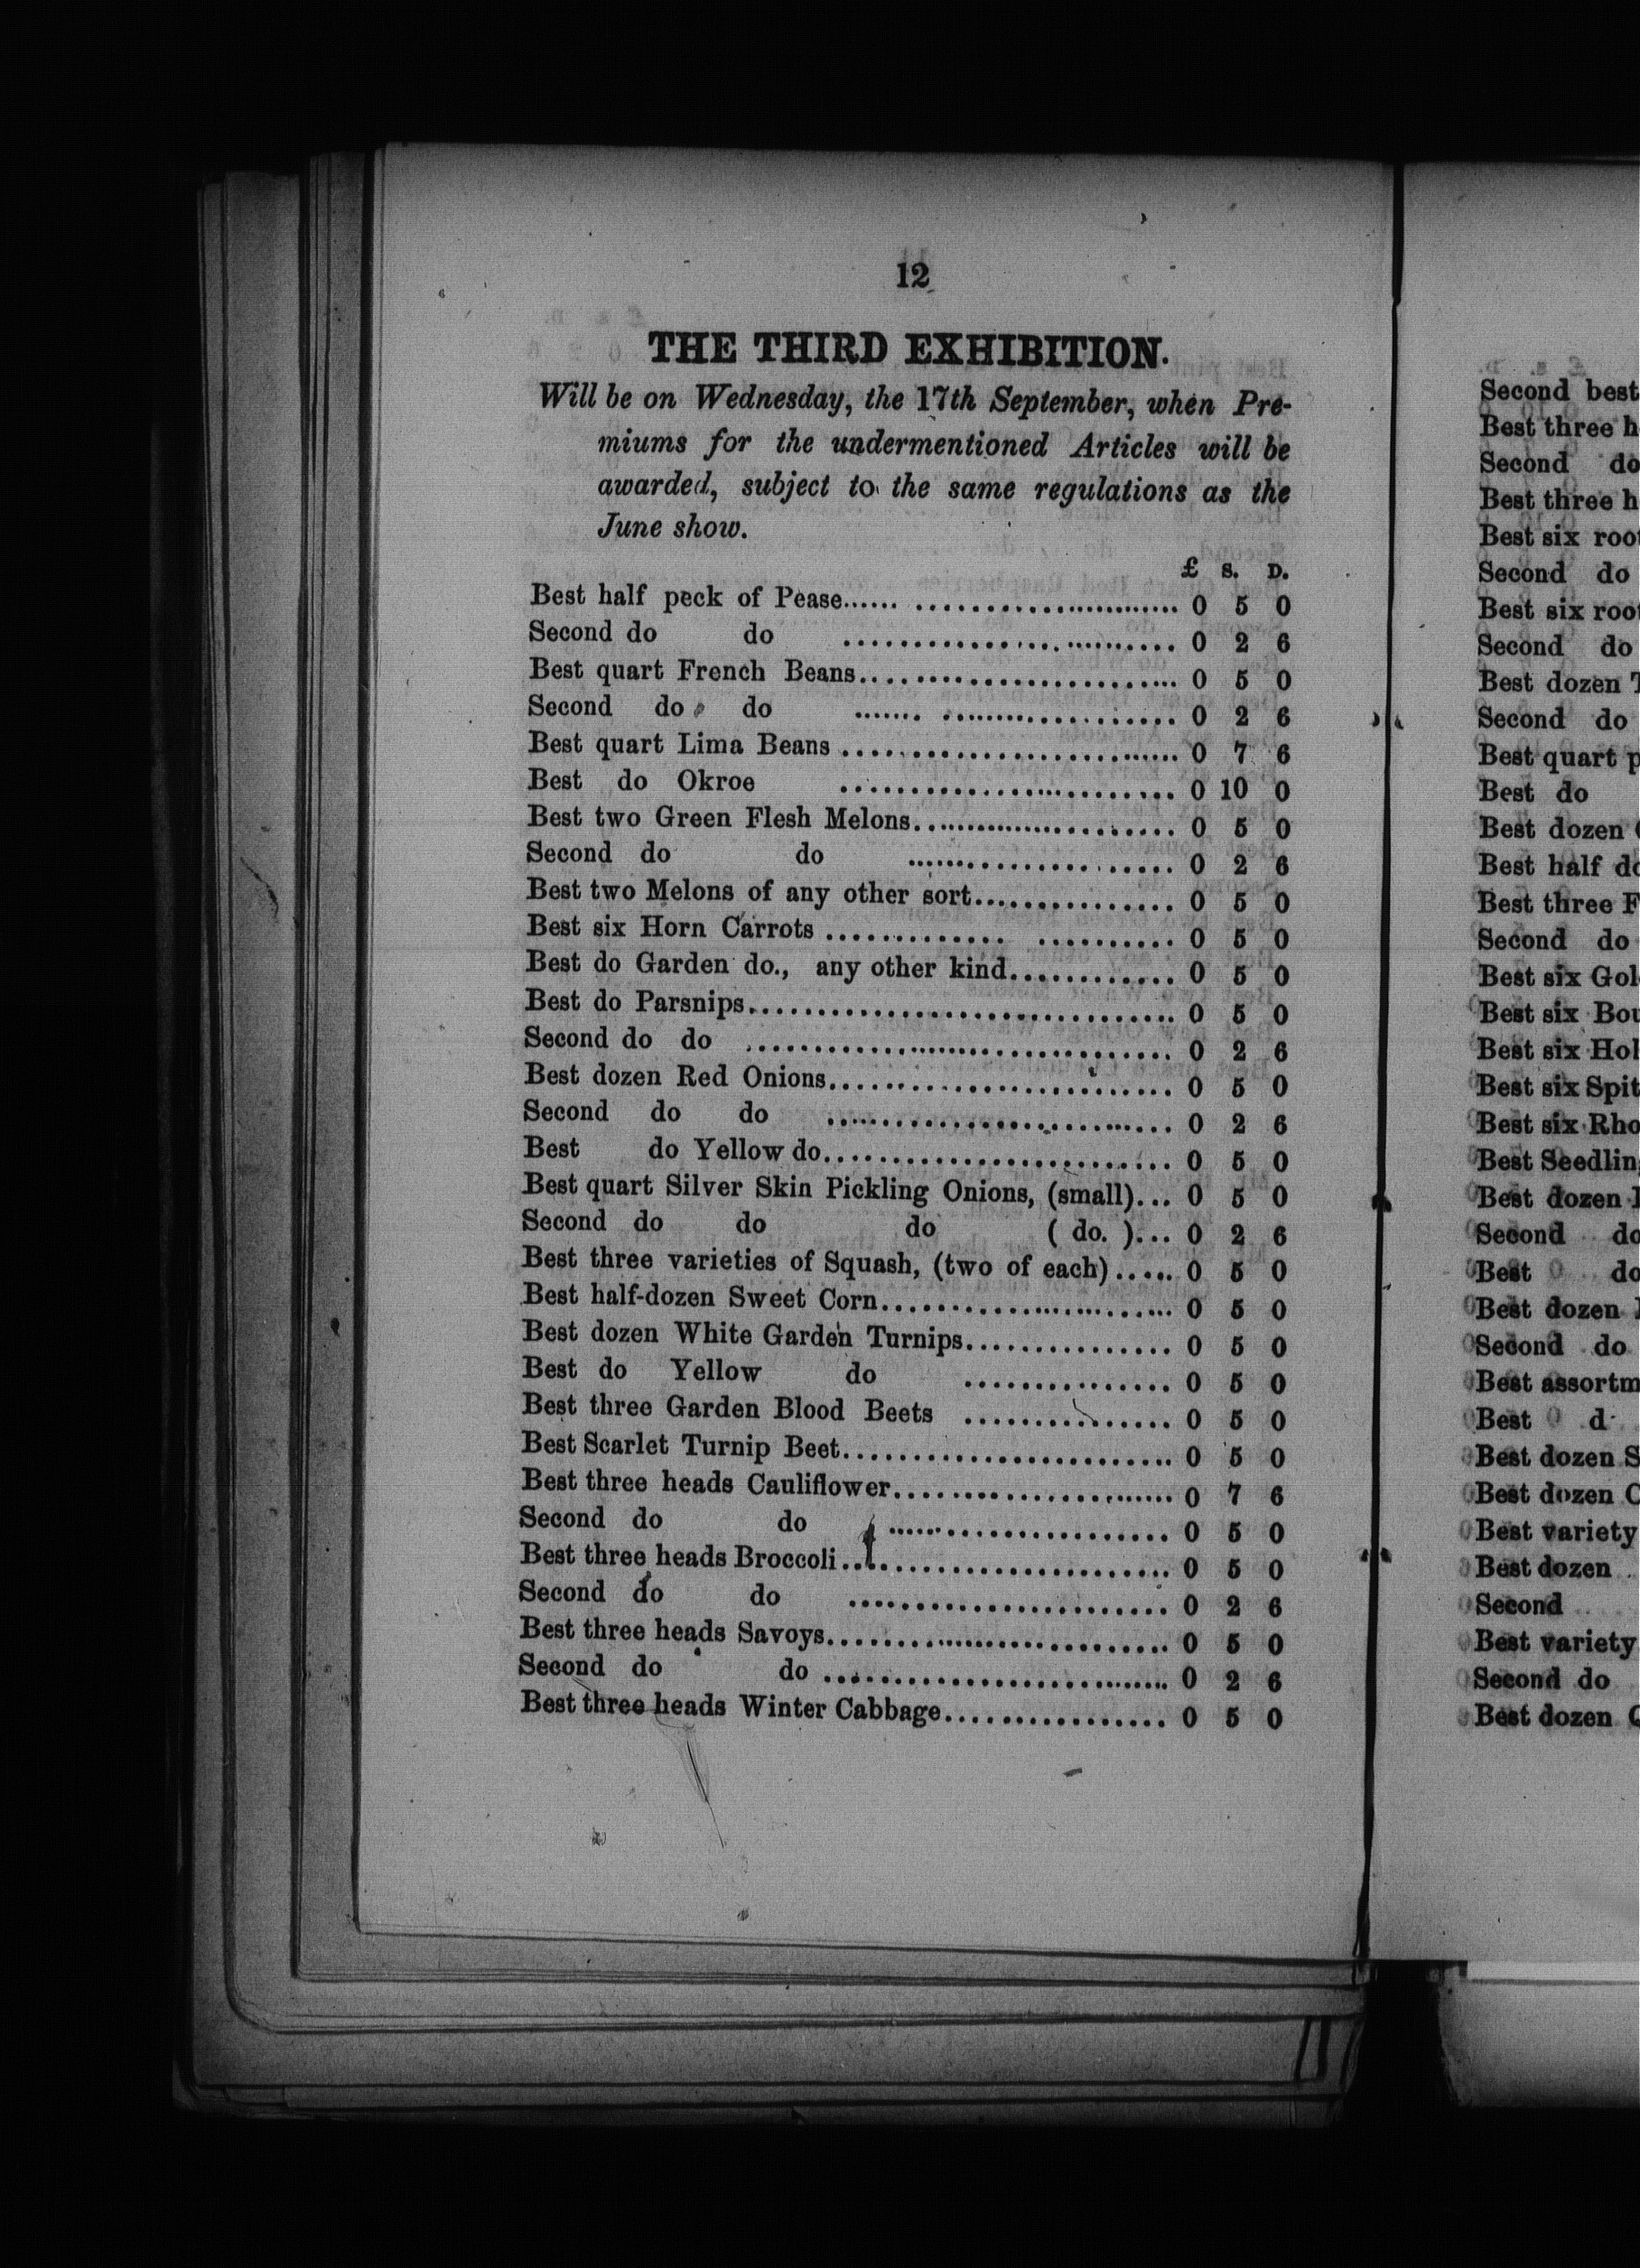 12
THE THIRD EXHIBITION.
Will be on Wednesday, the 17th September, when Pre-
miums for the undermentioned Articles will be
awarded, subject to the same regulations as the
June show.
£ s. D.
Best half peck of Pease...... .......................... 0 5 0
Second do do ................................ 0 2 6
Best quart French Beans............................ 0 5 0
Second do do ....... ...................... 0 2 6
Best quart Lima Beans ............................. 0 7 6
Best do Okroe ............................... 0 10 0
Best two Green Flesh Melons........................ 0 5 0
Second do do ........................ 0 2 6
Best two Melons of any other sort............... 0 5 0
Best six Horn Carrots ............. .......... 0 5 0
Best do Garden do., any other kind............ 0 5 0
Best do Parsnips................................ 0 5 0
Second do do ................................ 0 2 6
Best dozen Red Onions........................... 0 5 0
Second do do ........................... 0 2 6
Best do Yellow do........................... 0 5 0
Best quart Silver Skin Pickling Onions, (small)... 0 5 0
Second do do do ( do. )... 0 2 6
Best three varieties of Squash, (two of each)..... 0 5 0
Best half-dozen Sweet Corn........................ 0 5 0
Best dozen White Garden Turnips............... 0 5 0
Best do Yellow do ............... 0 5 0
Best three Garden Blood Beets ............... 0 5 0
Best Scarlet Turnip Beet......................... 0 5 0
Best three heads Cauliflower....................... 0 7 6
Second do do ...................... 0 5 0
Best three heads Broccoli......................... 0 5 0
Second do do ......................... 0 2 6
Best three heads Savoys........................... 0 5 0
Second do do ........................... 0 2 6
Best three heads Winter Cabbage................ 0 5 0
Second best
Best three h
Second do
Best three h
Best six root
Second do
Best six root
Second do
Best dozen T
Second do
Best quart p
Best do
Best dozen
Best half do
Best three F
Second do
Best six Gol
Best six Bou
Best six Hol
Best six Spit
Best six Rho
Best Seedlin
Best dozen
Second do
Best do
Best dozen
Second do
Best assortm
Best d
Best dozen S
Best dozen C
Best variety
Best dozen
Second
Best variety
Second do
Best dozen